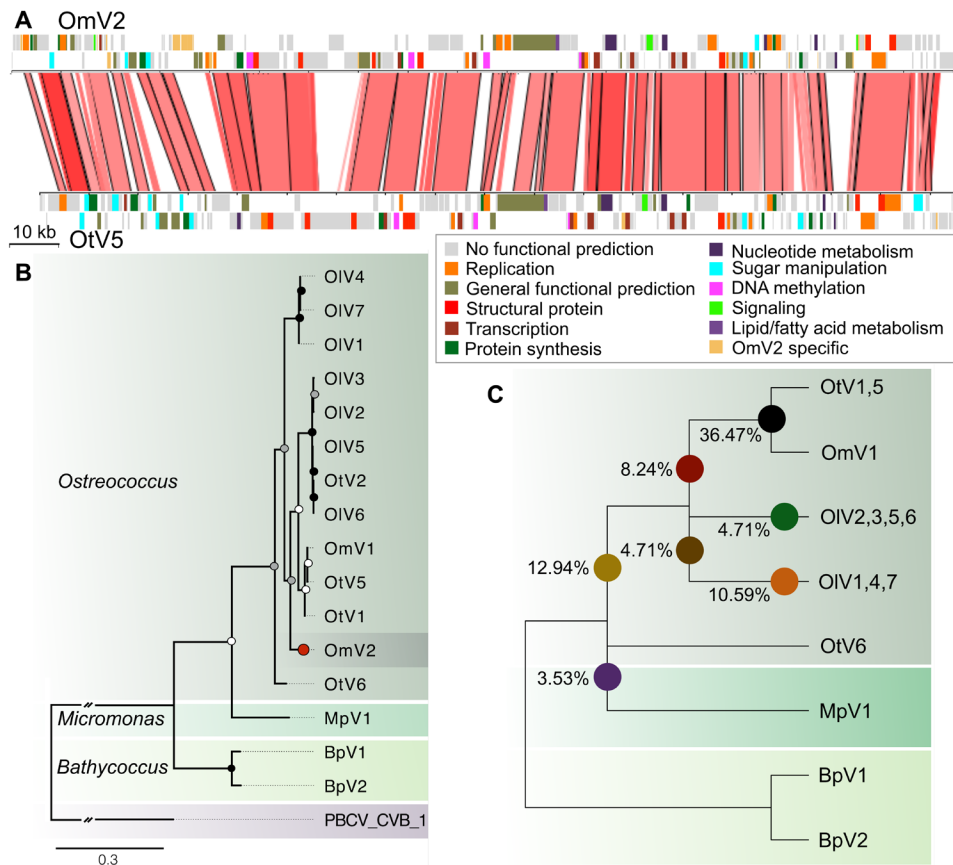 A
OmV2
OtV5
10 kb
No functional prediction
Replication
General functional prediction
Structural protein
Transcription
Protein synthesis
Nucleotide metabolism
Sugar manipulation
DNA methylation
Signaling
Lipid/fatty acid metabolism
OmV2 specific
B
OlV4
OlV7
OlV1
OlV3
OlV2
OlV5
OtV2
OlV6
OmV1
OtV5
OtV1
OmV2
OtV6
MpV1
BpV1
BpV2
PBCV_CVB_1
Ostreococcus
Micromonas
Bathycoccus
0.3
C
OtV1,5
36.47%
OmV1
8.24%
OlV2,3,5,6
4.71%
4.71%
12.94%
OlV1,4,7
10.59%
OtV6
3.53%
MpV1
BpV1
BpV2